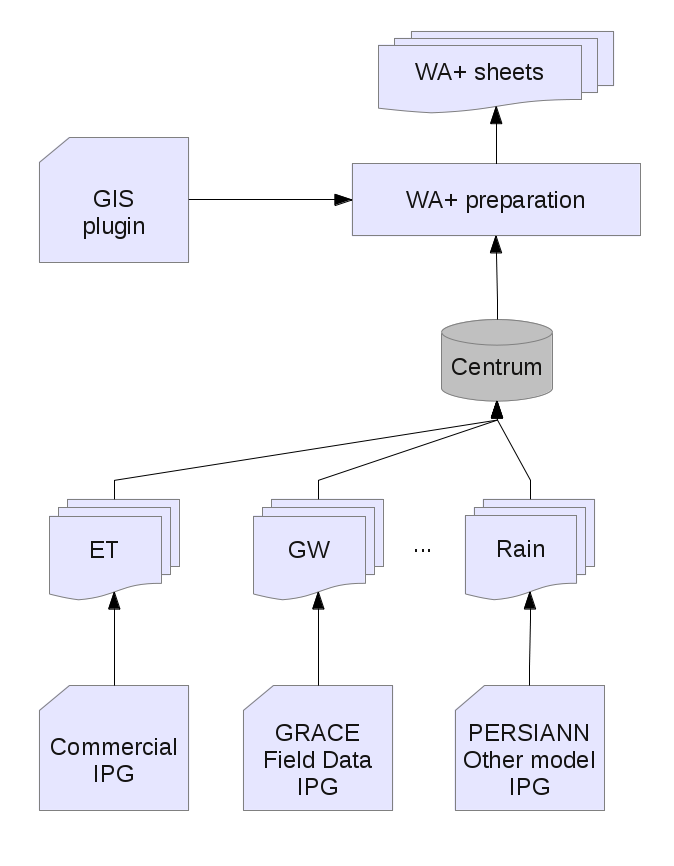 WA+ sheets
GIS
plugin
WA+ preparation
Centrum
ET
GW
...
Rain
Commercial
IPG
GRACE
Field Data
IPG
PERSIANN
Other model
IPG